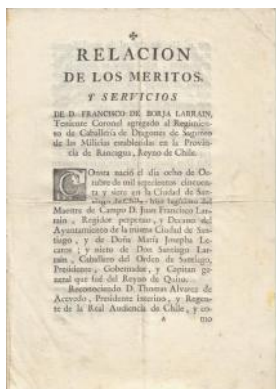 RELACION
DE LOS MERITOS,
Y SERVICIOS
DE D. FRANCISCO DE BORJA LARRAIN,
Teniente Coronel agregado al Regimien-
to de Caballería de Dragones de Sagunto
de las Milicias establecidas en la Provin-
cia de Rancagua, Reyno de Chile.
Consta nació el dia ocho de Oc-
tubre de mil setecientos cincuen-
ta y siete en la Ciudad de San-
tiago de Chile: hijo legitimo del
Maestre de Campo D. Juan Francisco Lar-
rain, Regidor perpetuo, y Decano del
Ayuntamiento de la misma Ciudad de San-
tiago, y de Doña María Josepha Le-
caros; y nieto de Don Santiago Lar-
rain, Caballero del Orden de Santiago,
Presidente, Gobernador, y Capitan ge-
neral que fué del Reyno de Quito.
Reconociendo D. Thomas Alvarez de
Acevedo, Presidente interino, y Regen-
te de la Real Audiencia de Chile, y co-
mo